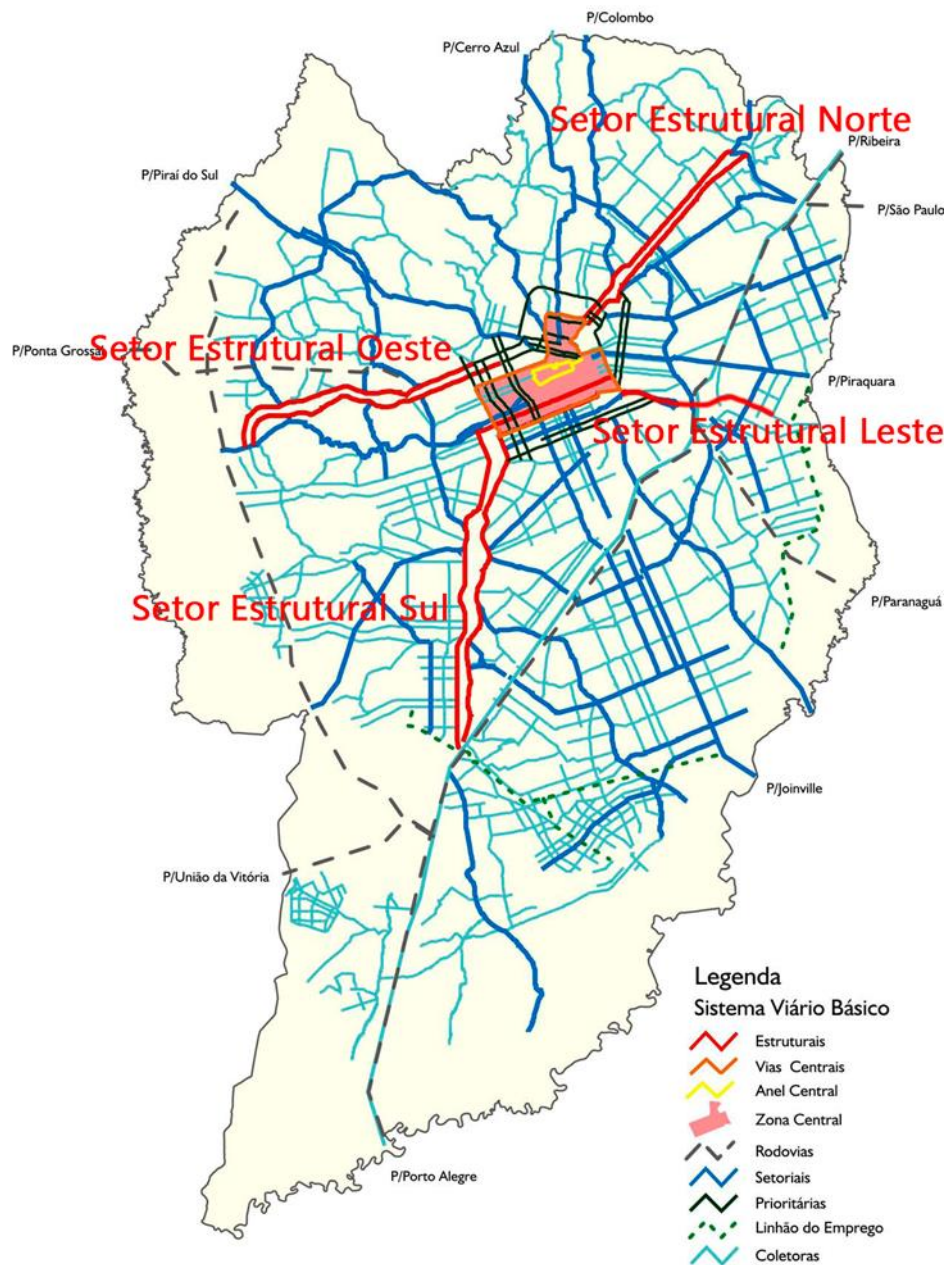 P/Colombo
P/Cerro Azul
Setor Estrutural Norte
P/Ribeira
P/Piraí do Sul
P/São Paulo
Setor Estrutural Oeste
P/Ponta Grossa
P/Piraquara
Setor Estrutural Leste
Setor Estrutural Sul
P/Paranaguá
P/Joinville
P/União da Vitória
P/Porto Alegre
Legenda
Sistema Viário Básico
Estruturais
Vias Centrais
Anel Central
Zona Central
Rodovias
Setoriais
Prioritárias
Linhão do Emprego
Coletoras